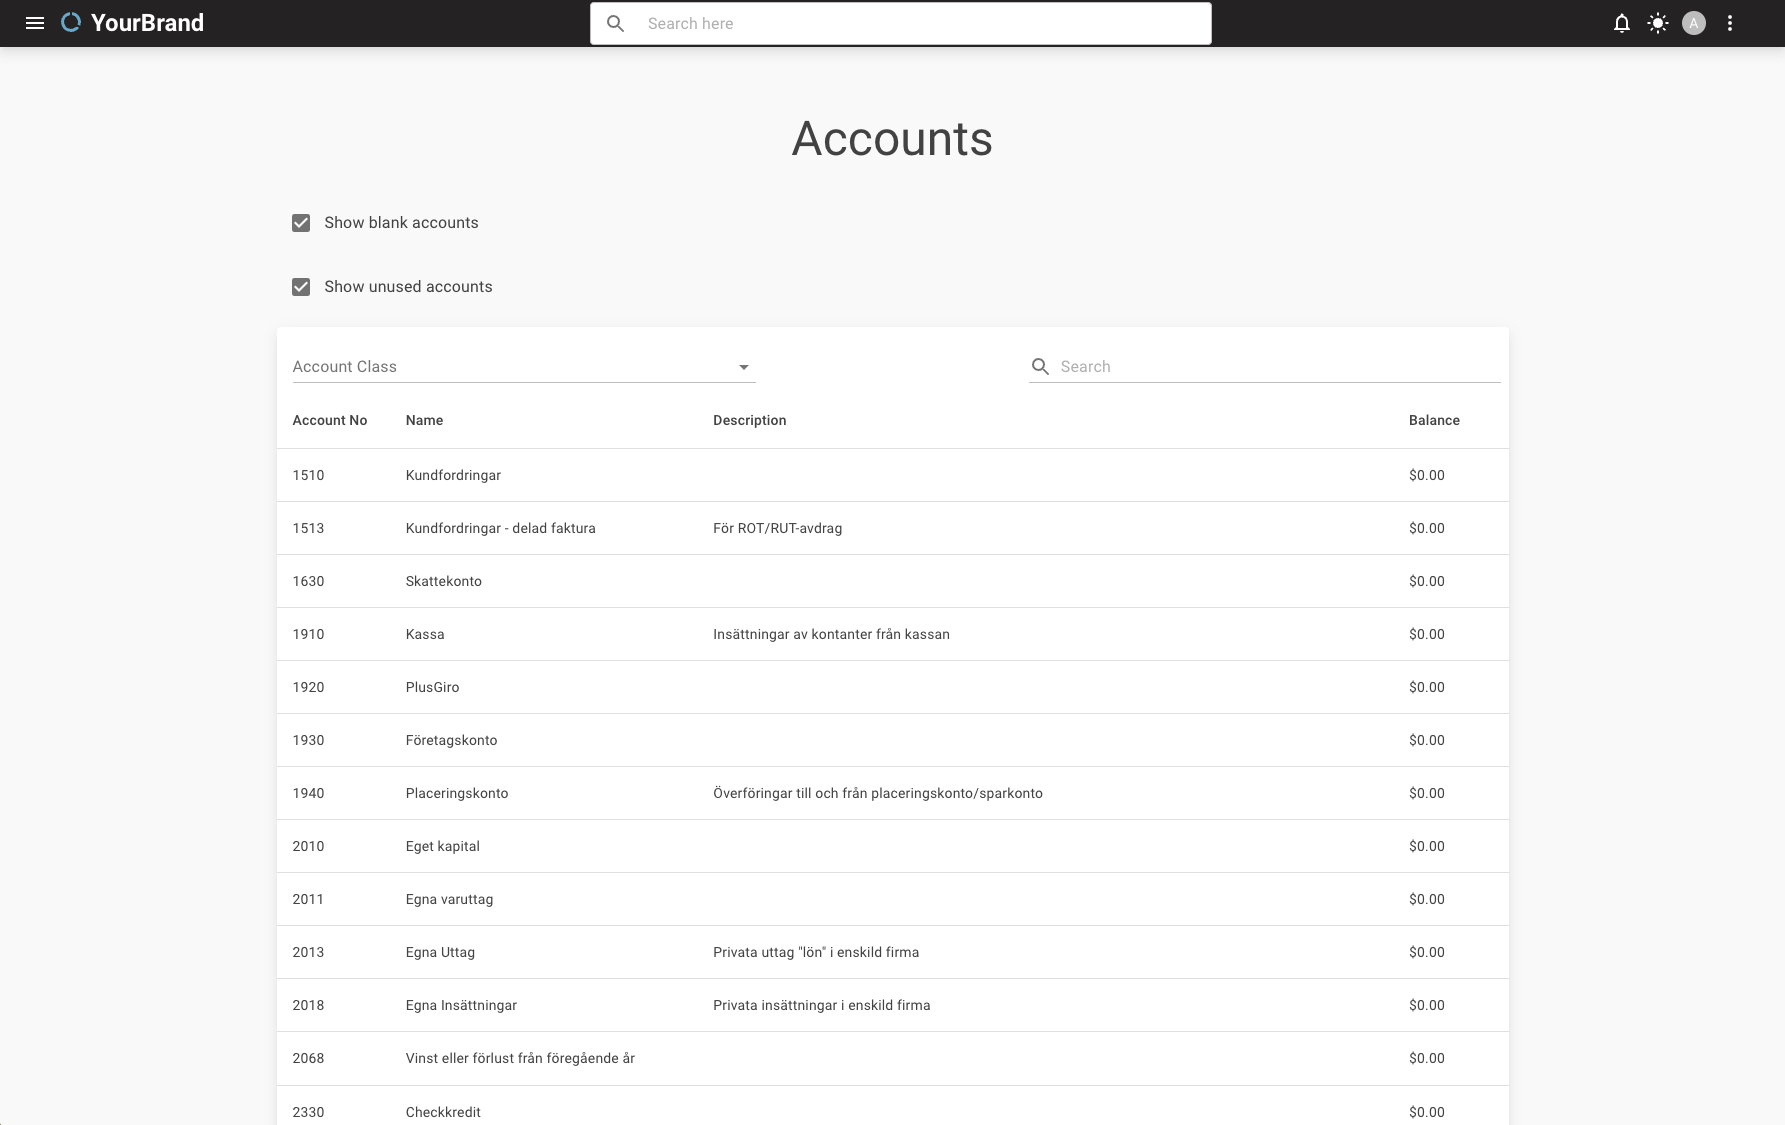 YourBrand
Search here
A
Accounts
Show blank accounts
Show unused accounts
Account Class
Search
Account No Name Description Balance
1510 Kundfordringar $0.00
1513 Kundfordringar - delad faktura För ROT/RUT-avdrag $0.00
1630 Skattekonto $0.00
1910 Kassa Insättningar av kontanter från kassan $0.00
1920 PlusGiro $0.00
1930 Företagskonto $0.00
1940 Placeringskonto Överföringar till och från placeringskonto/sparkonto $0.00
2010 Eget kapital $0.00
2011 Egna varuttag $0.00
2013 Egna Uttag Privata uttag "lön" i enskild firma $0.00
2018 Egna Insättningar Privata insättningar i enskild firma $0.00
2068 Vinst eller förlust från föregående år $0.00
2330 Checkkredit $0.00